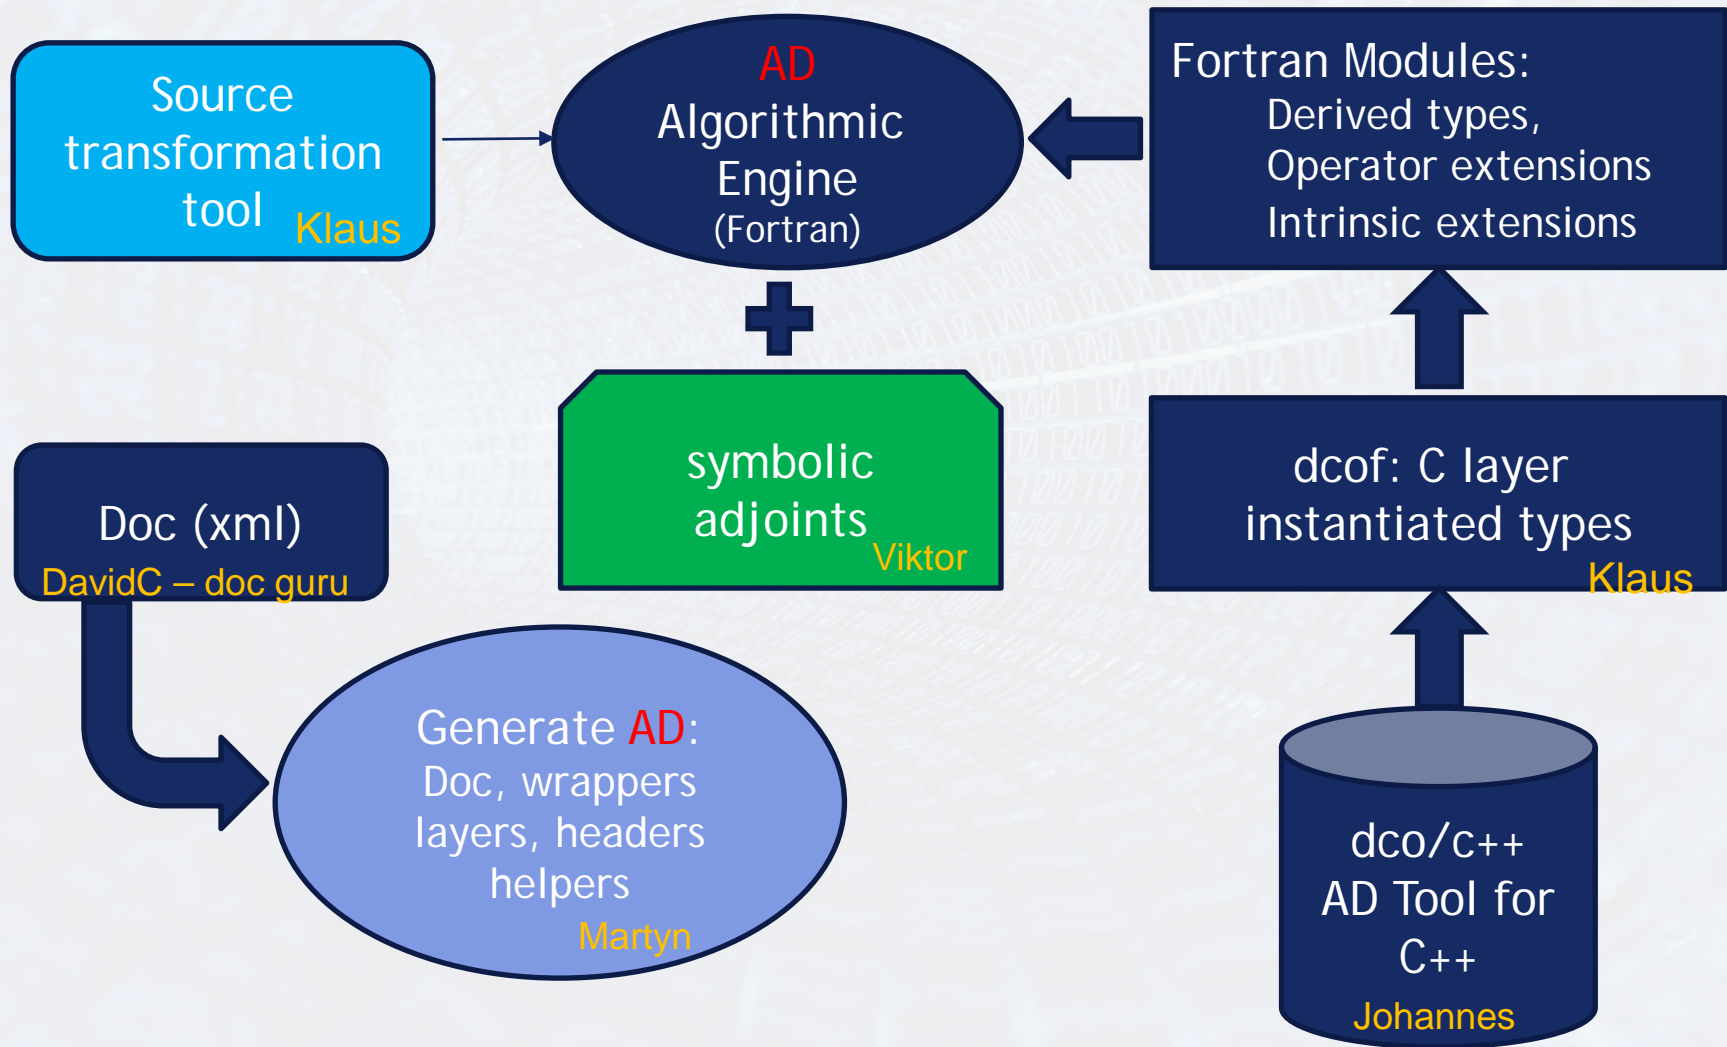 Source
transformation
tool
Klaus
AD
Algorithmic
Engine
(Fortran)
Fortran Modules:
Derived types,
Operator extensions
Intrinsic extensions
symbolic
adjoints
Viktor
dcof: C layer
instantiated types
Klaus
Doc (xml)
DavidC – doc guru
Generate AD:
Doc, wrappers
layers, headers
helpers
Martyn
dco/c++
AD Tool for
C++
Johannes